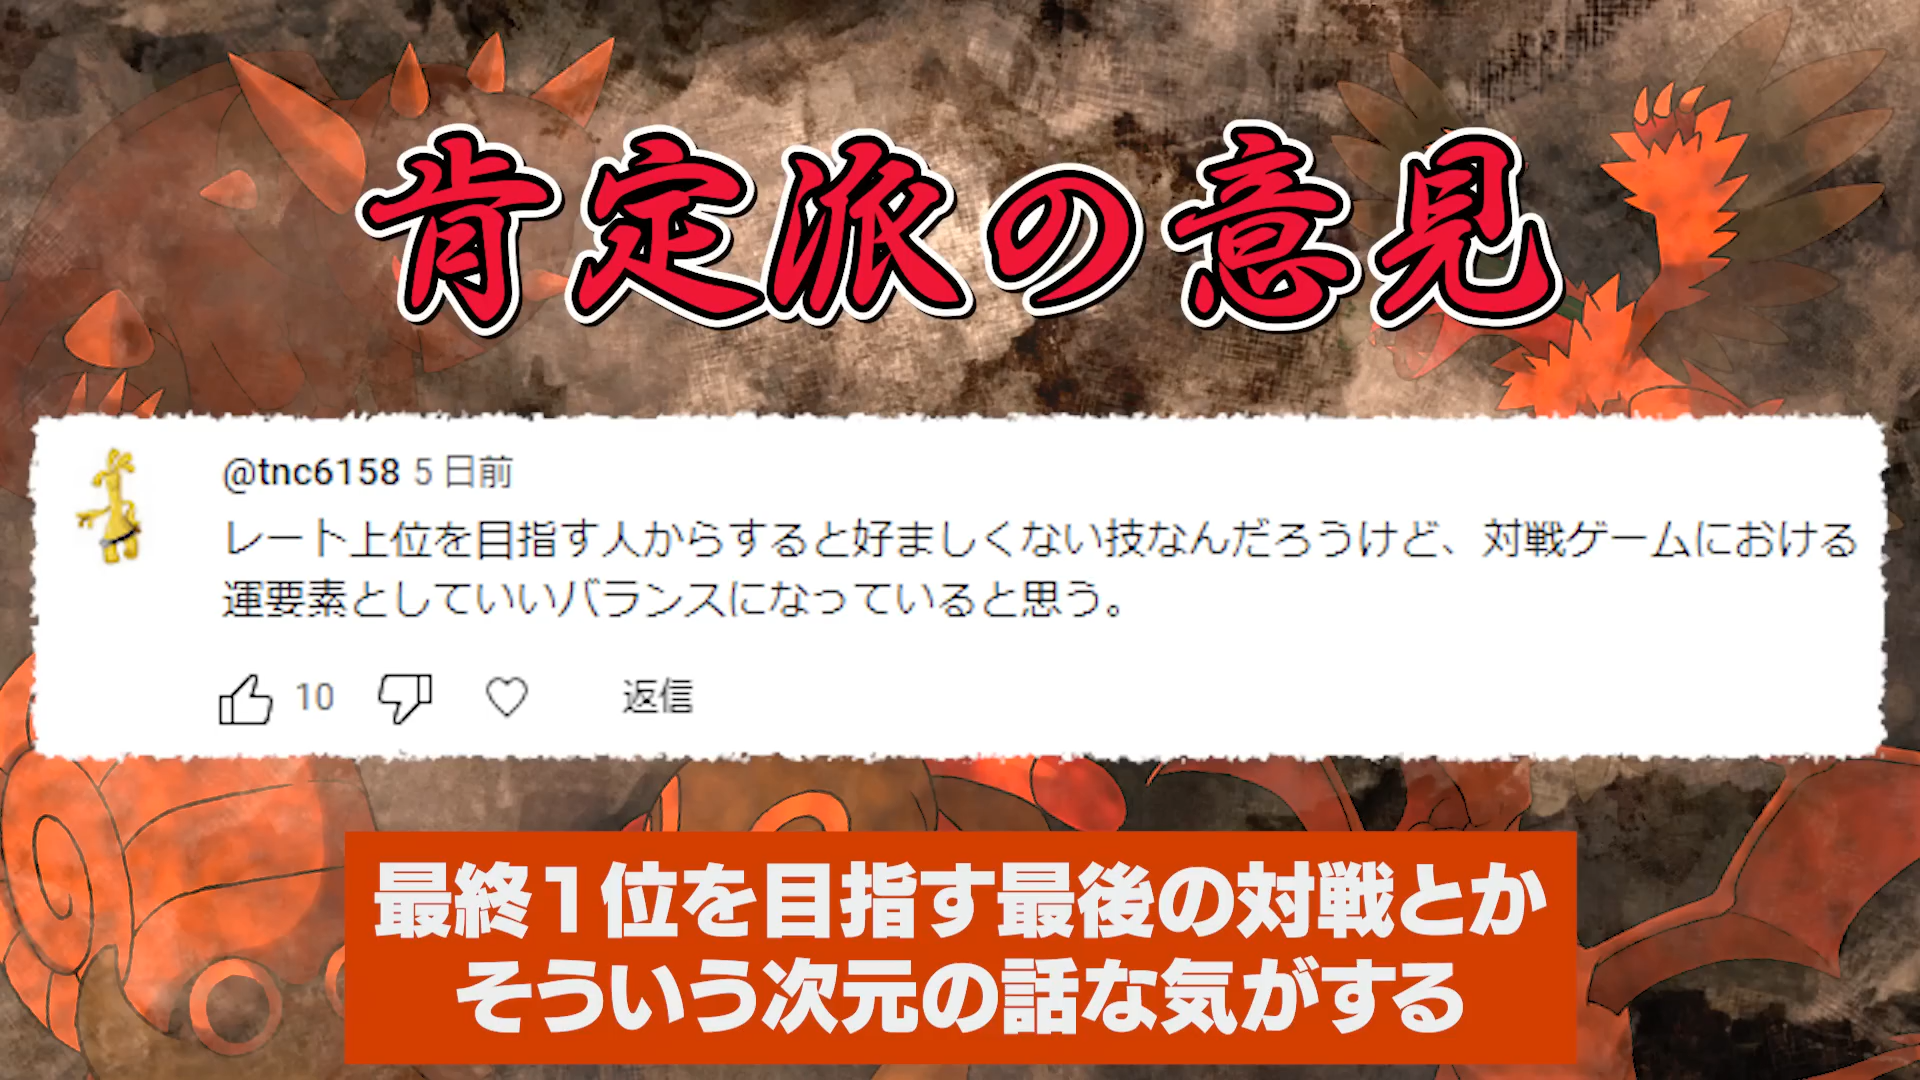 肯定派の意見
@tnc6158 5 日前
レート上位を目指す人からすると好ましくない技なんだろうけど、対戦ゲームにおける
運要素としていいバランスになっていると思う。
10 返信
最終1位を目指す最後の対戦とか
そういう次元の話な気がする